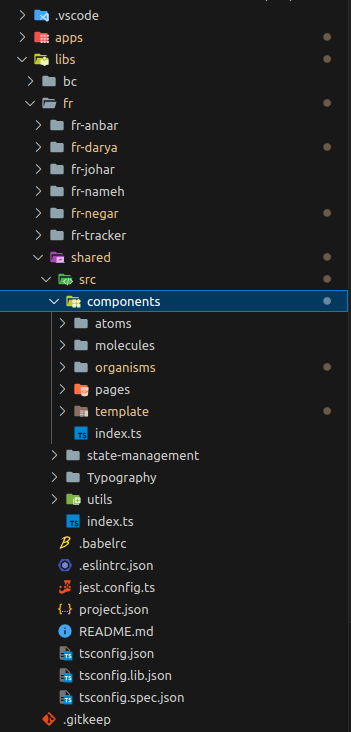 .vscode
apps
libs
bc
fr
fr-anbar
fr-darya
fr-johar
fr-nameh
fr-negar
fr-tracker
shared
src
components
atoms
molecules
organisms
pages
template
index.ts
state-management
Typography
utils
index.ts
.babelrc
.eslintrc.json
jest.config.ts
project.json
README.md
tsconfig.json
tsconfig.lib.json
tsconfig.spec.json
.gitkeep